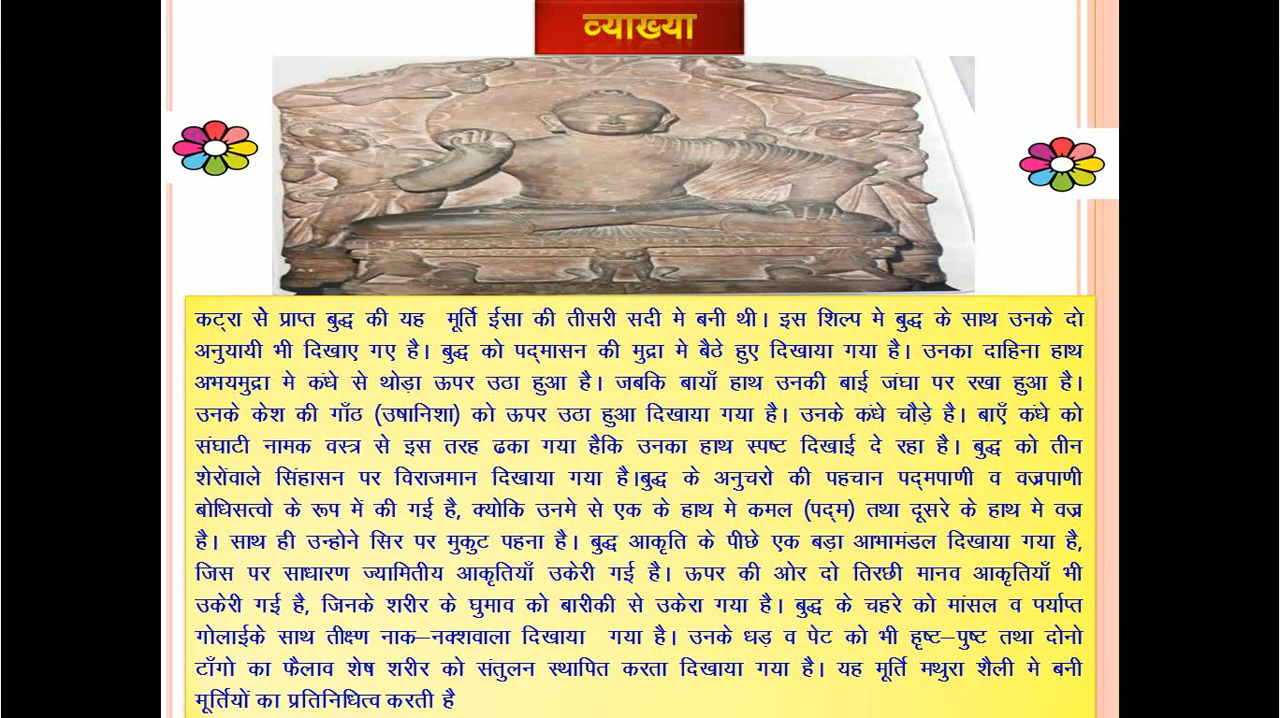 व्याख्या
कट्रा से प्राप्त बुद्ध की यह मूर्ति ईसा की तीसरी सदी मे बनी थी। इस शिल्प मे बुद्ध के साथ उनके दो
अनुयायी भी दिखाए गए है। बुद्ध को पद्मासन की मुद्रा मे बैठे हुए दिखाया गया है। उनका दाहिना हाथ
अभयमुद्रा मे कंधे से थोड़ा ऊपर उठा हुआ है। जबकि बायाँ हाथ उनकी बाई जंघा पर रखा हुआ है।
उनके केश की गाँठ (उषानिशा) को ऊपर उठा हुआ दिखाया गया है। उनके कंधे चौड़े है। बाएँ कंधे को
संघाटी नामक वस्त्र से इस तरह ढका गया हैकि उनका हाथ स्पष्ट दिखाई दे रहा है। बुद्ध को तीन
शेरोंवाले सिंहासन पर विराजमान दिखाया गया है।बुद्ध के अनुचरो की पहचान पद्मपाणी व वज्रपाणी
बोधिसत्वो के रूप में की गई है, क्योकि उनमे से एक के हाथ मे कमल (पद्म) तथा दूसरे के हाथ मे वज्र
है। साथ ही उन्होने सिर पर मुकुट पहना है। बुद्ध आकृति के पीछे एक बड़ा आभामंडल दिखाया गया है,
जिस पर साधारण ज्यामितीय आकृतियाँ उकेरी गई है। ऊपर की ओर दो तिरछी मानव आकृतियाँ भी
उकेरी गई है, जिनके शरीर के घुमाव को बारीकी से उकेरा गया है। बुद्ध के चहरे को मांसल व पर्याप्त
गोलाईके साथ तीक्ष्ण नाक–नक्शवाला दिखाया गया है। उनके धड़ व पेट को भी हृष्ट–पुष्ट तथा दोनो
टाँगो का फैलाव शेष शरीर को संतुलन स्थापित करता दिखाया गया है। यह मूर्ति मथुरा शैली मे बनी
मूर्तियों का प्रतिनिधित्व करती है